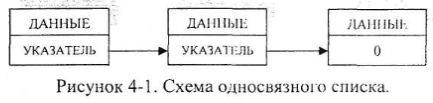 ДАННЫЕ ДАННЫЕ ДАННЫЕ
УКАЗАТЕЛЬ УКАЗАТЕЛЬ 0
Рисунок 4-1. Схема односвязного списка.